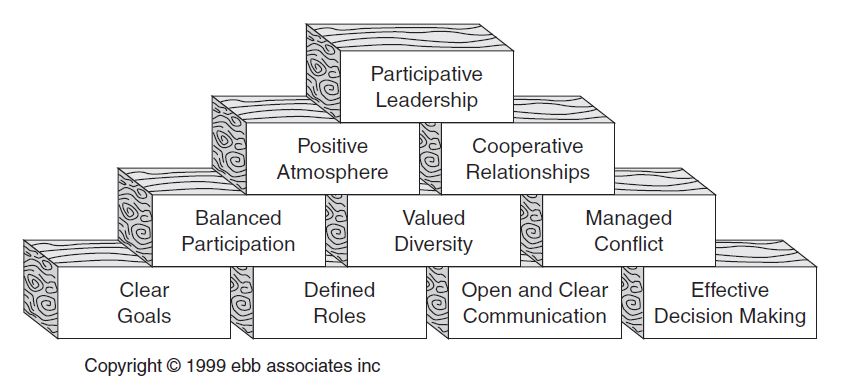 Participative
Leadership
Positive
Atmosphere
Cooperative
Relationships
Balanced
Participation
Valued
Diversity
Managed
Conflict
Clear
Goals
Defined
Roles
Open and Clear
Communication
Effective
Decision Making
Copyright © 1999 ebb associates inc